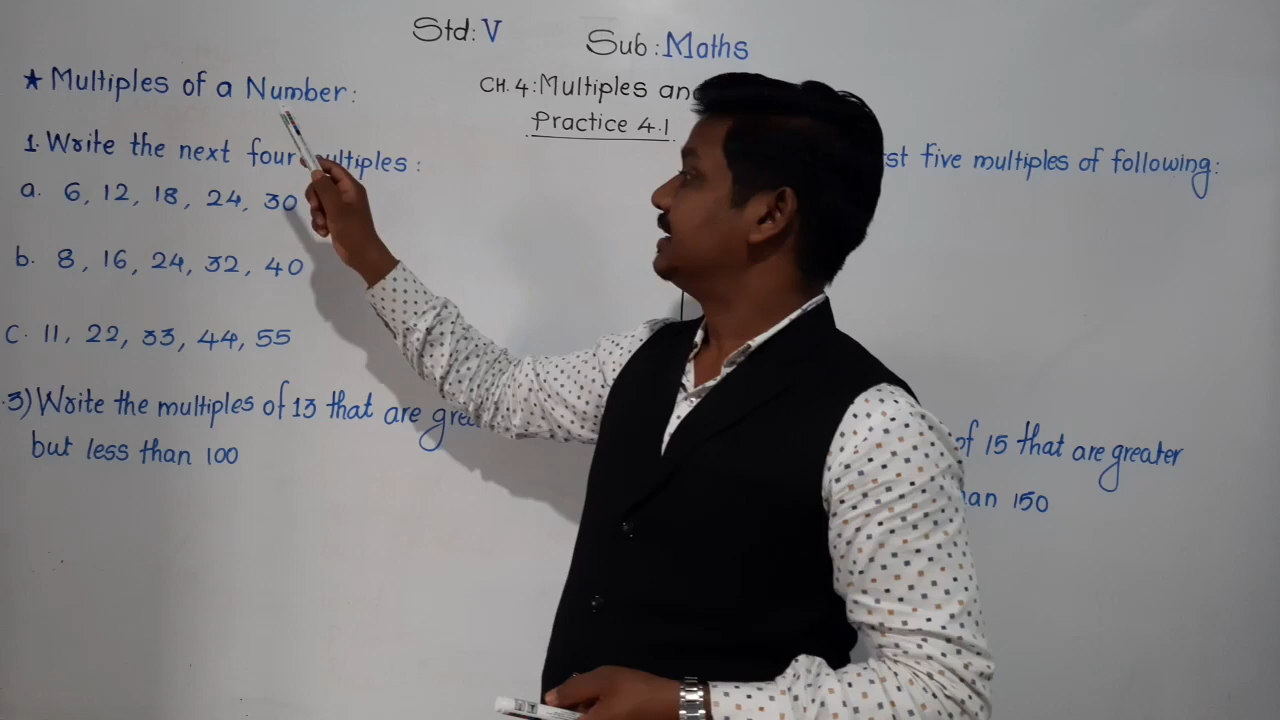 Std: V
Sub: Maths
★ Multiples of a Number:
CH. 4: Multiples an
Practice 4.1
1. Write the next four multiples:
st five multiples of following:
a. 6, 12, 18, 24, 30
b. 8, 16, 24, 32, 40
C. 11, 22, 33, 44, 55
3) Write the multiples of 13 that are grea
but less than 100
of 15 that are greater
an 150